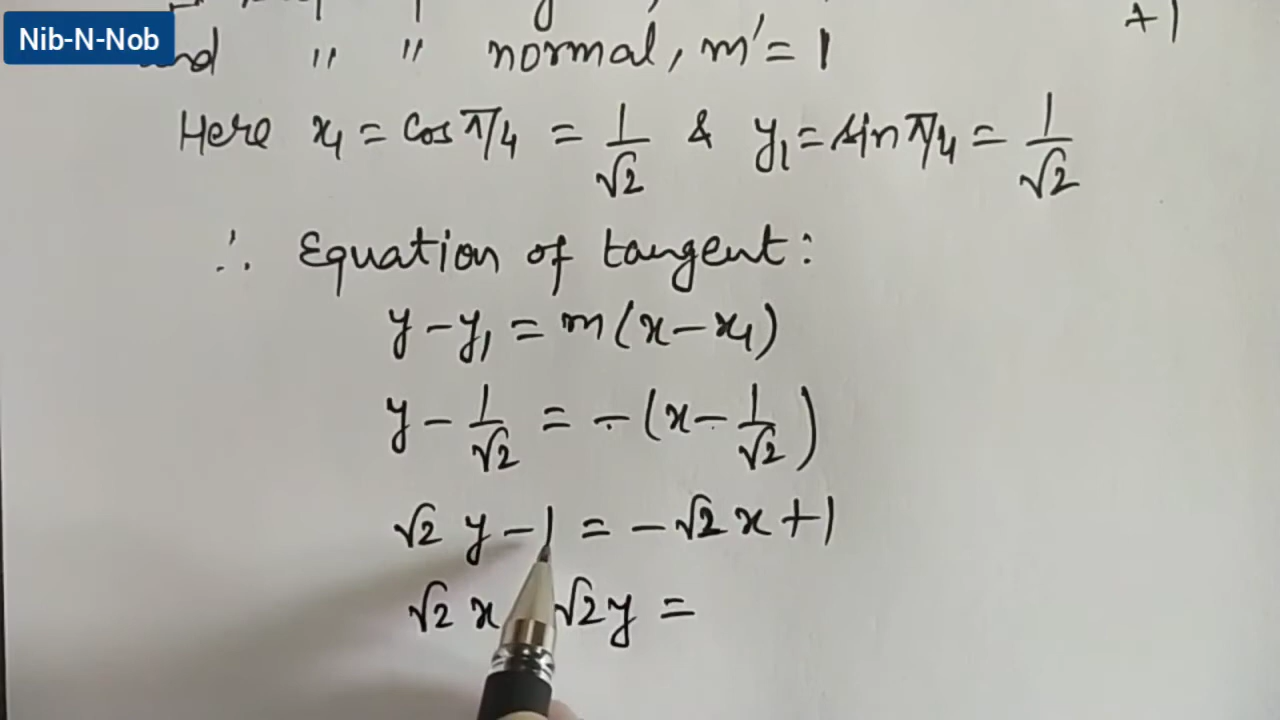 Nib-N-Nob
+1
" " normal, m' = 1
Here x₁ = cos π/4 = 1/√2 & y₁ = sin π/4 = 1/√2
∴ Equation of tangent:
y - y₁ = m(x - x₁)
y - 1/√2 = -(x - 1/√2)
√2 y - 1 = -√2 x + 1
√2 x √2 y =